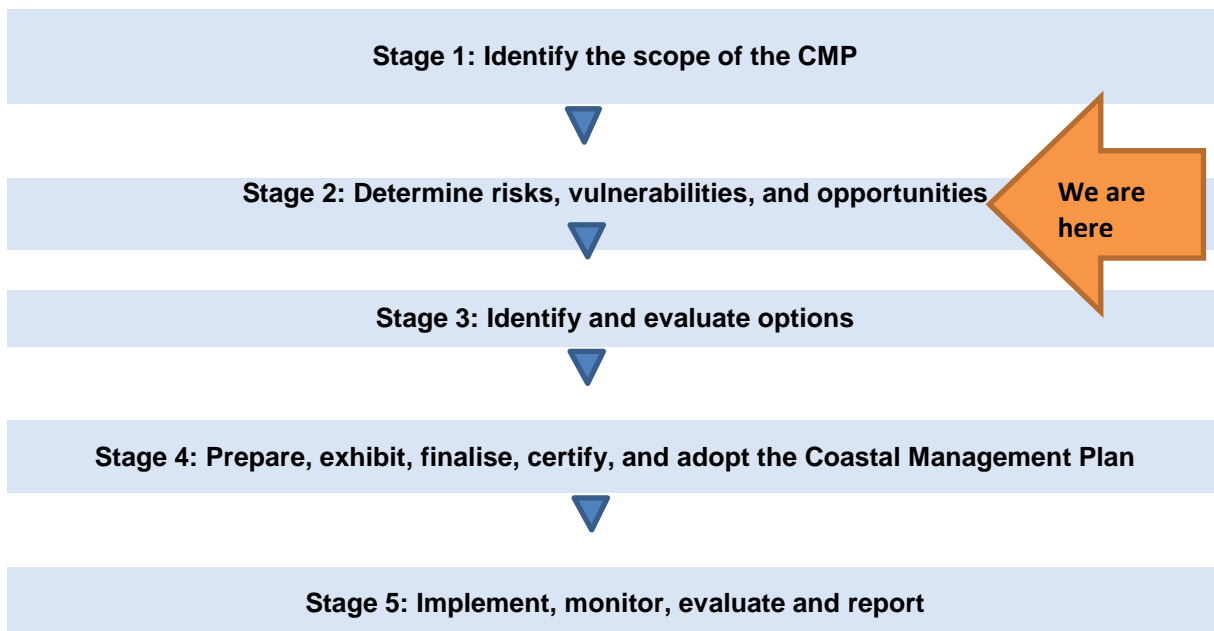 Stage 1: Identify the scope of the CMP
Stage 2: Determine risks, vulnerabilities, and opportunities
We are
here
Stage 3: Identify and evaluate options
Stage 4: Prepare, exhibit, finalise, certify, and adopt the Coastal Management Plan
Stage 5: Implement, monitor, evaluate and report